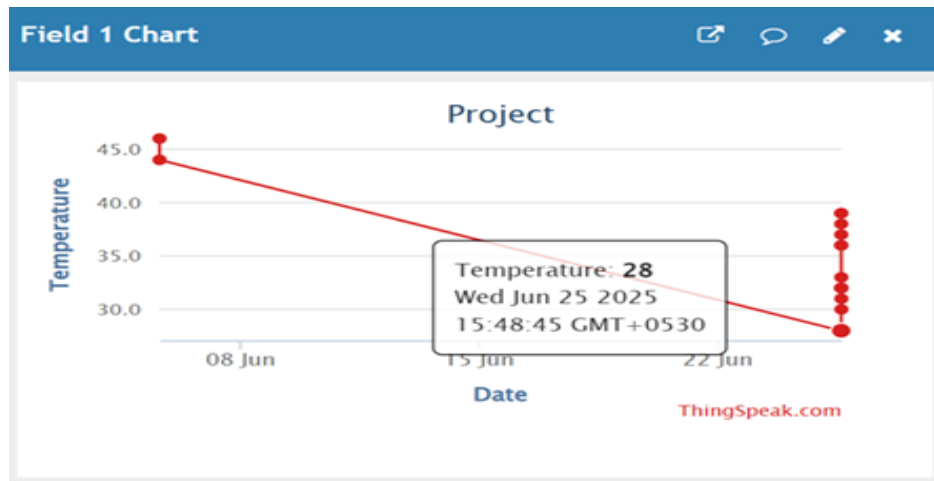 Field 1 Chart
Project
45.0
40.0
35.0
30.0
Temperature
Temperature: 28
Wed Jun 25 2025
15:48:45 GMT+0530
08 Jun
15 Jun
22 Jun
Date
ThingSpeak.com